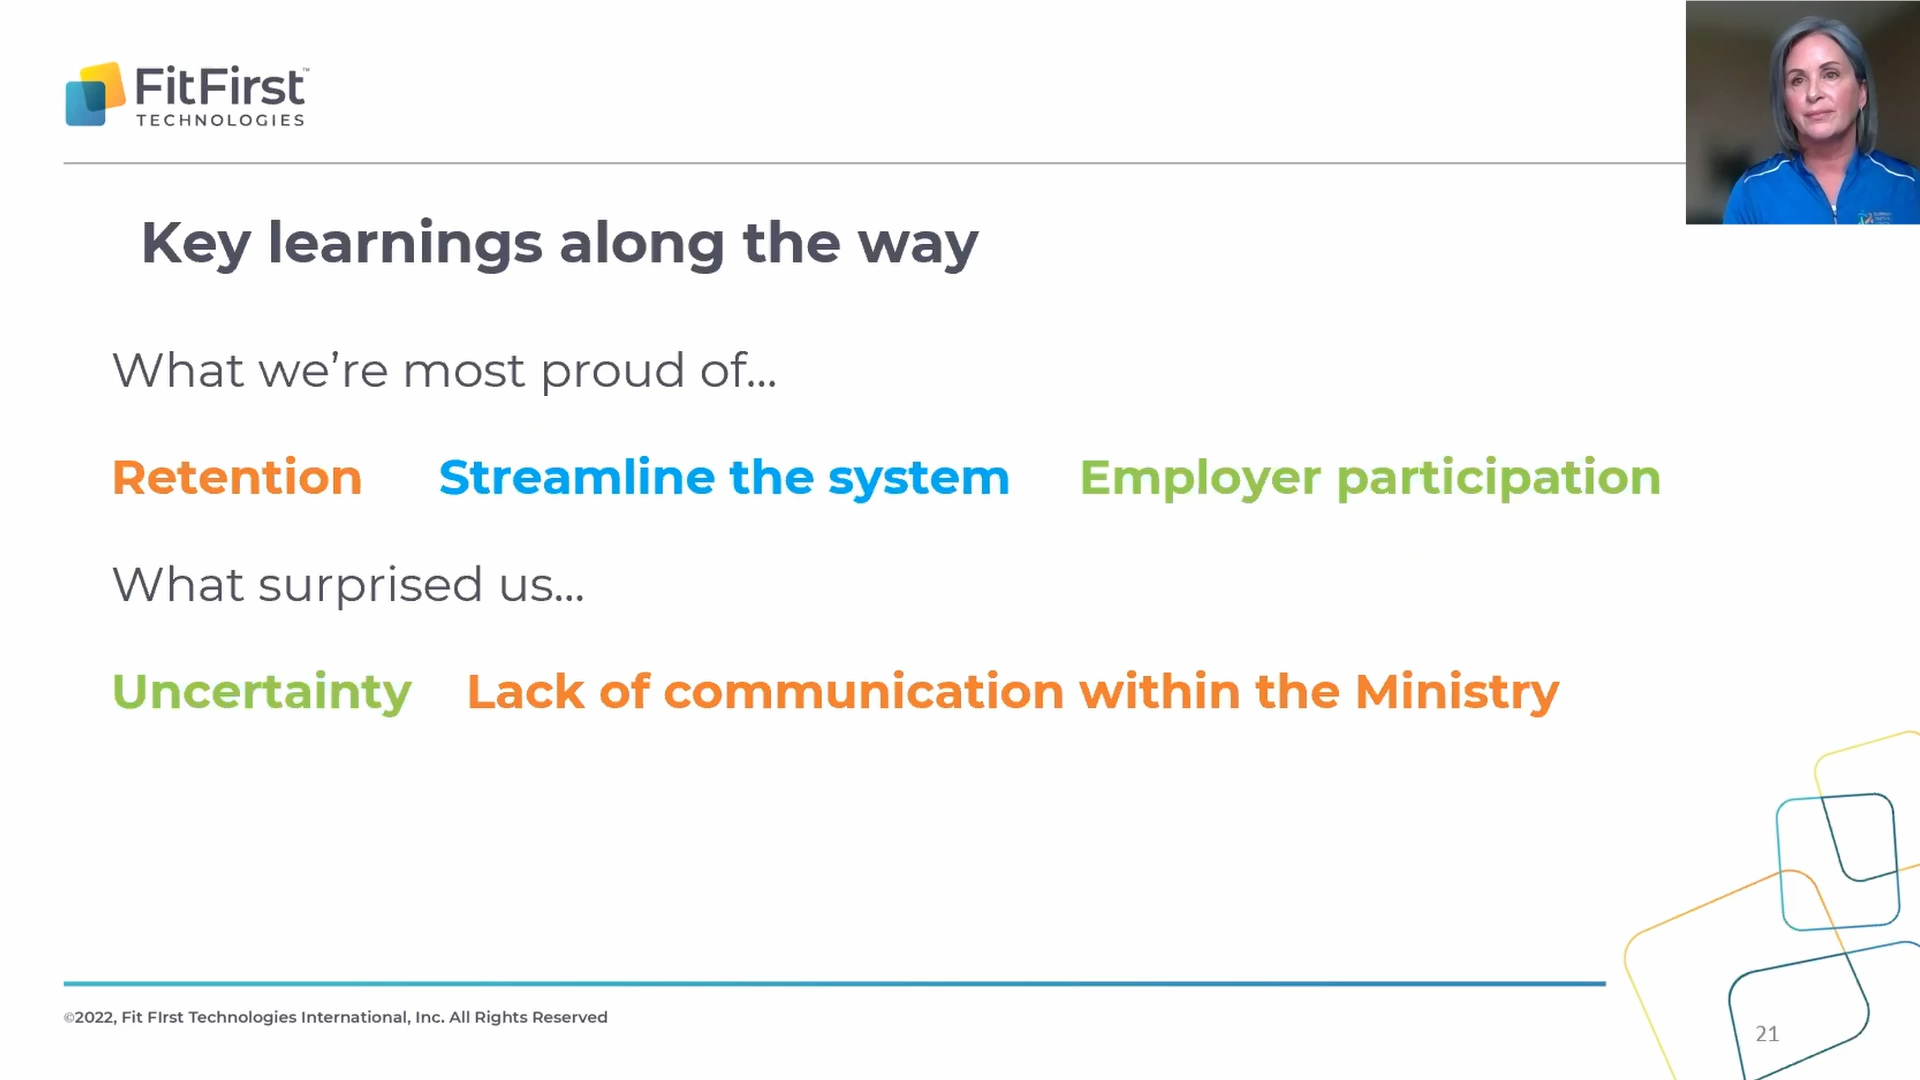 FitFirst™
TECHNOLOGIES
Key learnings along the way
What we’re most proud of...
Retention Streamline the system Employer participation
What surprised us...
Uncertainty Lack of communication within the Ministry
©2022, Fit FIrst Technologies International, Inc. All Rights Reserved
21